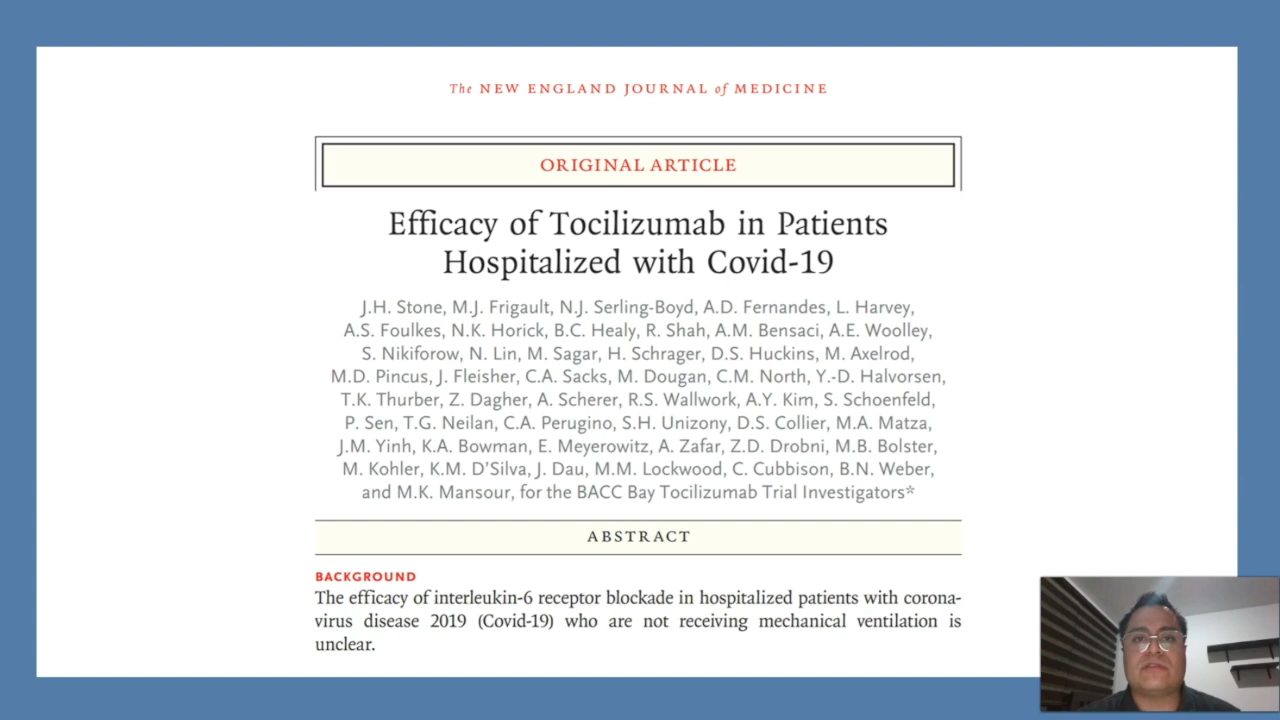 The NEW ENGLAND JOURNAL of MEDICINE
ORIGINAL ARTICLE
Efficacy of Tocilizumab in Patients
Hospitalized with Covid-19
J.H. Stone, M.J. Frigault, N.J. Serling-Boyd, A.D. Fernandes, L. Harvey,
A.S. Foulkes, N.K. Horick, B.C. Healy, R. Shah, A.M. Bensaci, A.E. Woolley,
S. Nikiforow, N. Lin, M. Sagar, H. Schrager, D.S. Huckins, M. Axelrod,
M.D. Pincus, J. Fleisher, C.A. Sacks, M. Dougan, C.M. North, Y.-D. Halvorsen,
T.K. Thurber, Z. Dagher, A. Scherer, R.S. Wallwork, A.Y. Kim, S. Schoenfeld,
P. Sen, T.G. Neilan, C.A. Perugino, S.H. Unizony, D.S. Collier, M.A. Matza,
J.M. Yinh, K.A. Bowman, E. Meyerowitz, A. Zafar, Z.D. Drobni, M.B. Bolster,
M. Kohler, K.M. D'Silva, J. Dau, M.M. Lockwood, C. Cubbison, B.N. Weber,
and M.K. Mansour, for the BACC Bay Tocilizumab Trial Investigators*
ABSTRACT
BACKGROUND
The efficacy of interleukin-6 receptor blockade in hospitalized patients with corona-
virus disease 2019 (Covid-19) who are not receiving mechanical ventilation is
unclear.